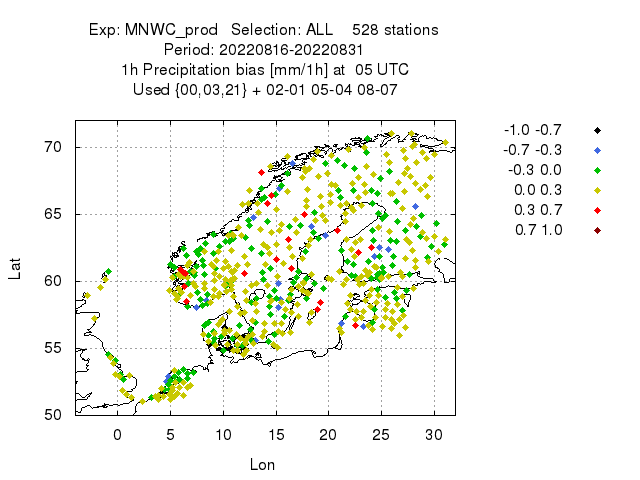 Exp: MNWC_prod   Selection: ALL    528 stations
Period: 20220816-20220831
1h Precipitation bias [mm/1h] at  05 UTC
Used {00,03,21} + 02-01 05-04 08-07
-1.0 -0.7
-0.7 -0.3
-0.3 0.0
0.0 0.3
0.3 0.7
0.7 1.0
70
65
60
55
50
Lat
0 5 10 15 20 25 30
Lon